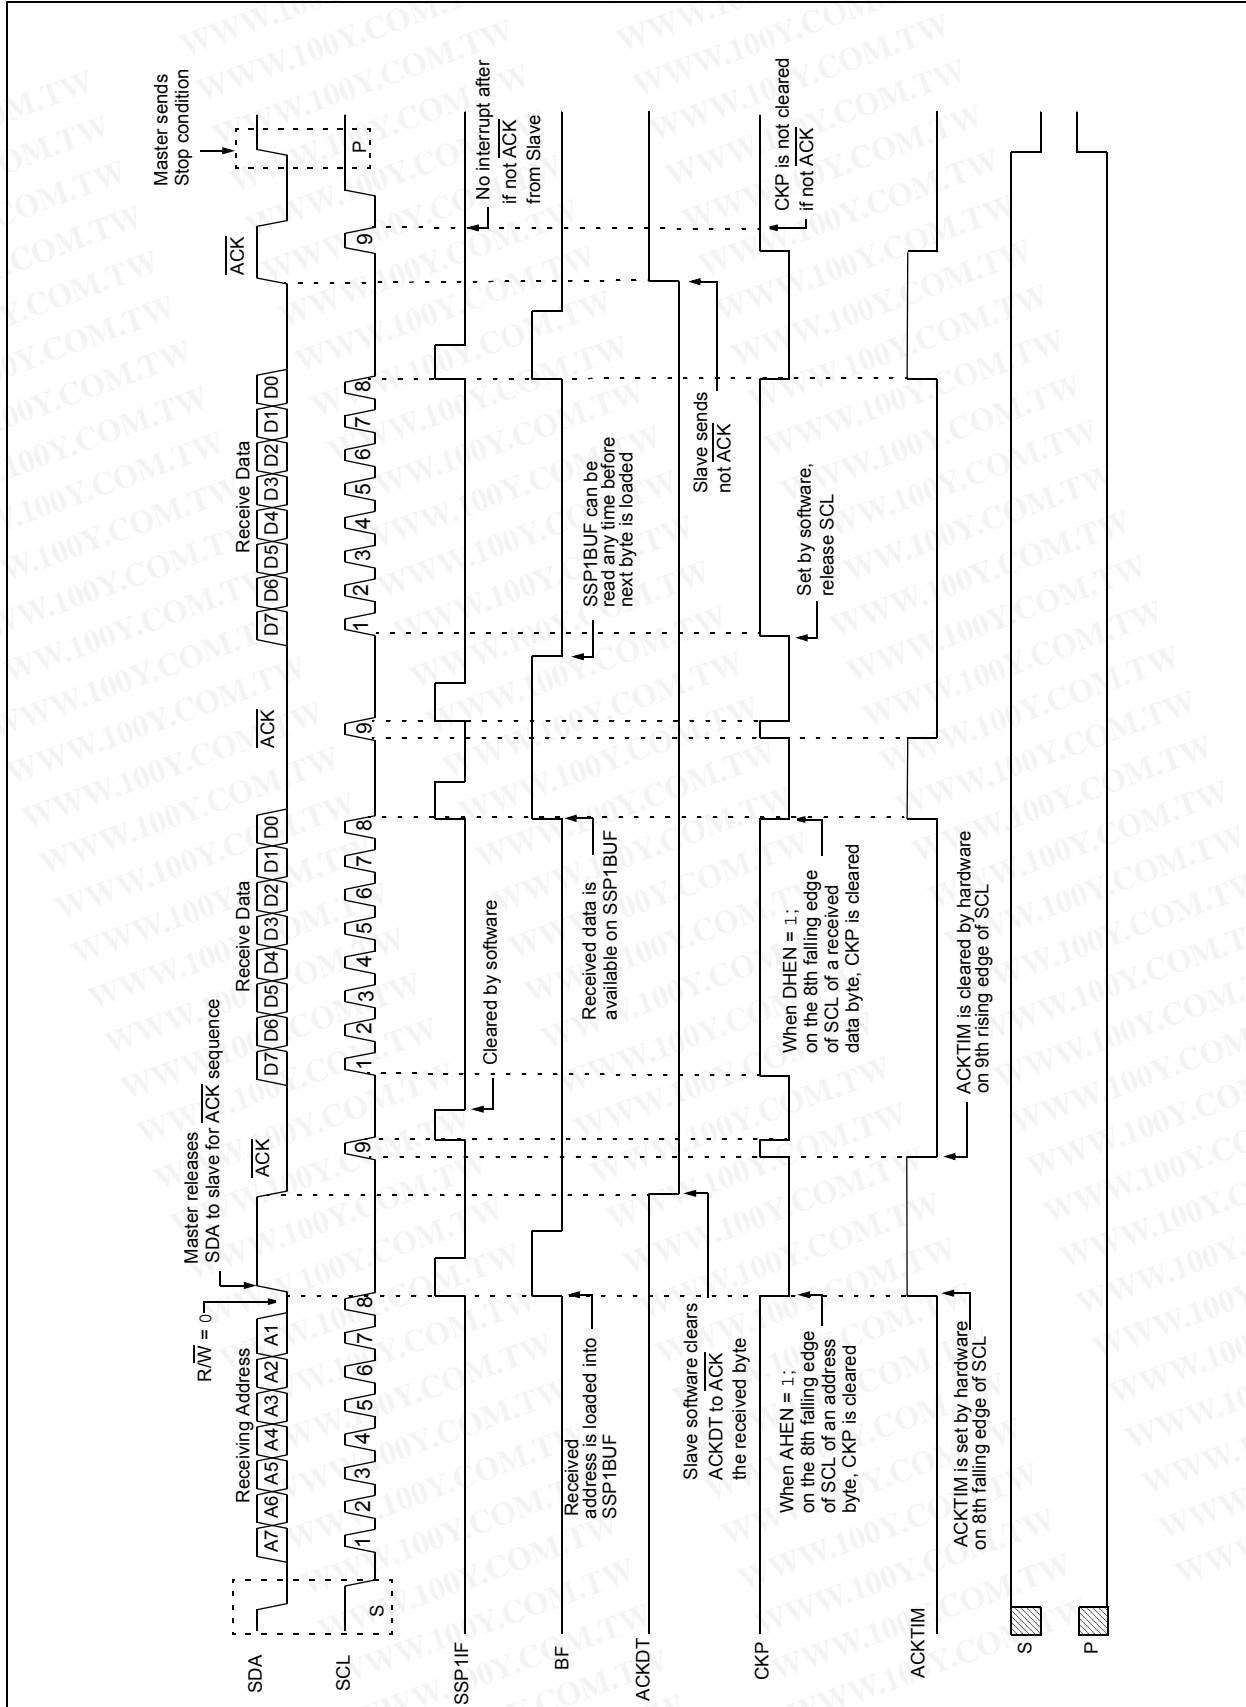 Master sends
Stop condition
Master releases
SDA to slave for ACK sequence
R/W = 0
Receiving Address
Receive Data
Receive Data
ACK
ACK
ACK
SDA
A7 A6 A5 A4 A3 A2 A1
D7 D6 D5 D4 D3 D2 D1 D0
D7 D6 D5 D4 D3 D2 D1 D0
SCL
S
1 2 3 4 5 6 7 8 9
1 2 3 4 5 6 7 8 9
1 2 3 4 5 6 7 8 9
P
SSP1IF
Cleared by software
No interrupt after
if not ACK
from Slave
BF
Received
address is loaded into
SSP1BUF
Received data is
available on SSP1BUF
SSP1BUF can be
read any time before
next byte is loaded
ACKDT
Slave software clears
ACKDT to ACK
the received byte
Slave sends
not ACK
CKP
When AHEN = 1;
on the 8th falling edge
of SCL of an address
byte, CKP is cleared
When DHEN = 1;
on the 8th falling edge
of SCL of a received
data byte, CKP is cleared
Set by software,
release SCL
CKP is not cleared
if not ACK
ACKTIM
ACKTIM is set by hardware
on 8th falling edge of SCL
ACKTIM is cleared by hardware
on 9th rising edge of SCL
S
P
WWW.100Y.COM.TW